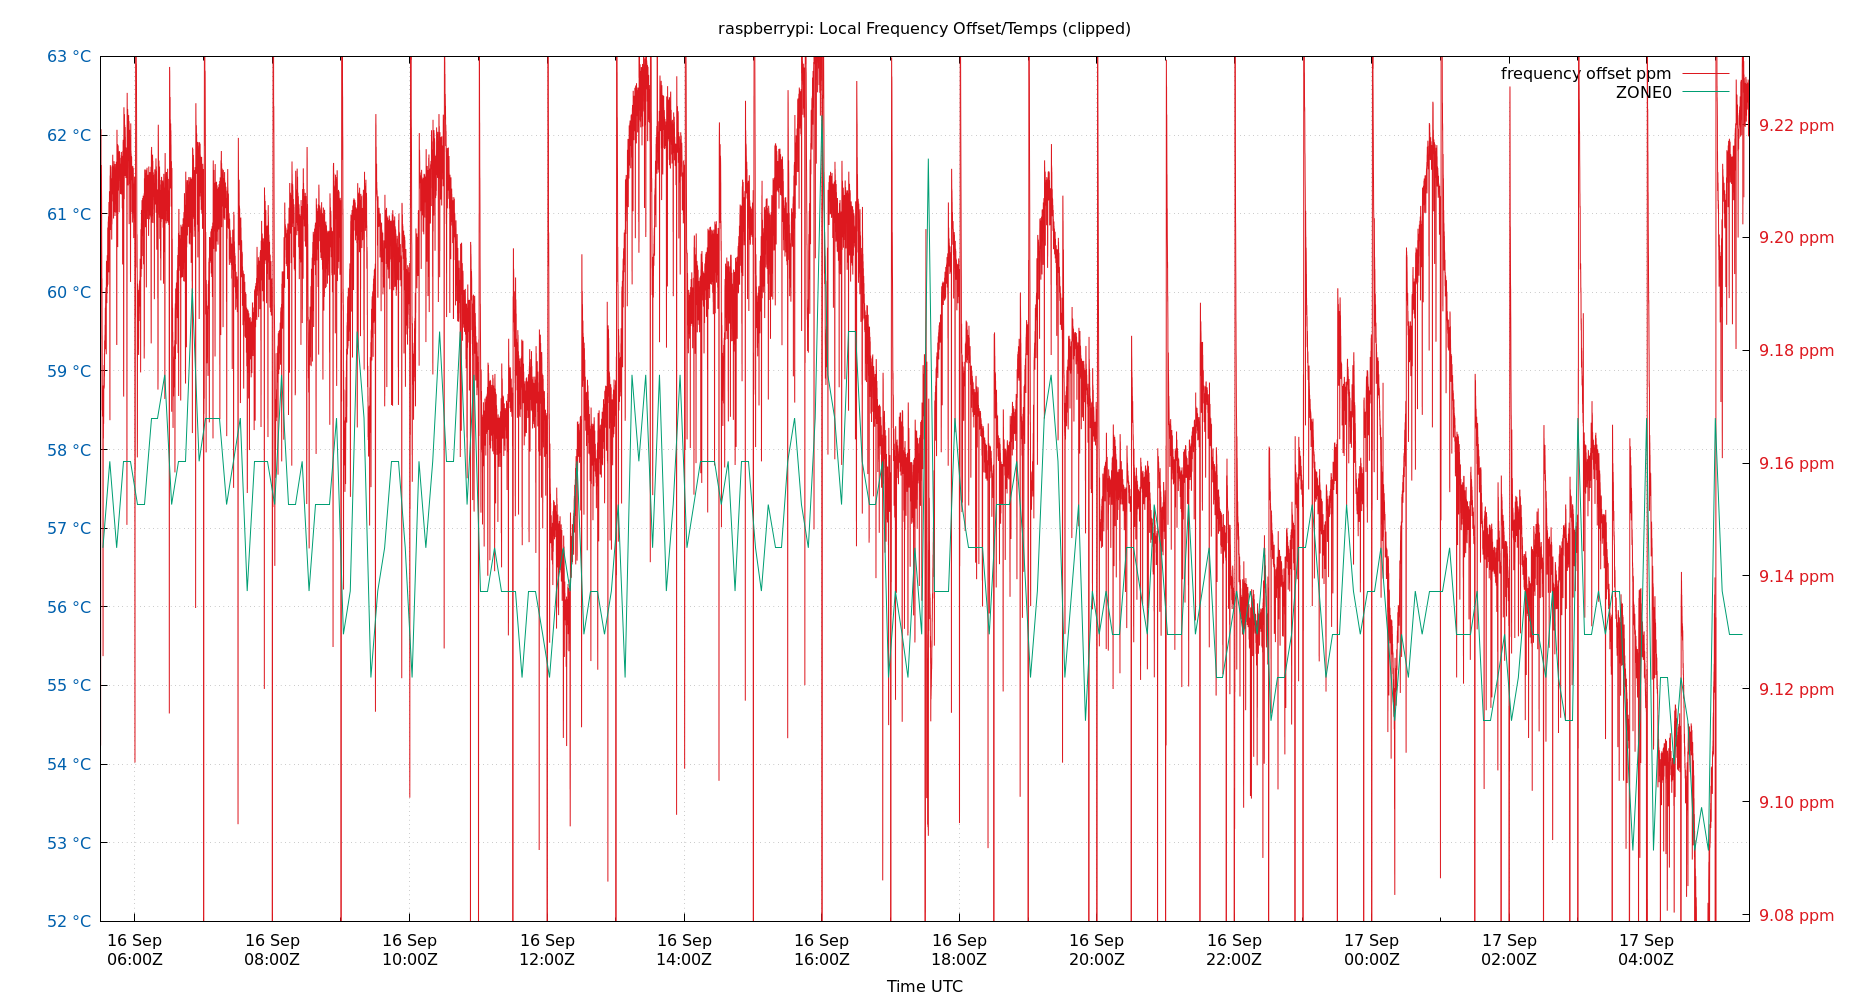 raspberrypi: Local Frequency Offset/Temps (clipped)
63 °C
62 °C
61 °C
60 °C
59 °C
58 °C
57 °C
56 °C
55 °C
54 °C
53 °C
52 °C
frequency offset ppm
ZONE0
9.22 ppm
9.20 ppm
9.18 ppm
9.16 ppm
9.14 ppm
9.12 ppm
9.10 ppm
9.08 ppm
16 Sep 16 Sep 16 Sep 16 Sep 16 Sep 16 Sep 16 Sep 16 Sep 16 Sep 17 Sep 17 Sep 17 Sep
06:00Z 08:00Z 10:00Z 12:00Z 14:00Z 16:00Z 18:00Z 20:00Z 22:00Z 00:00Z 02:00Z 04:00Z
Time UTC